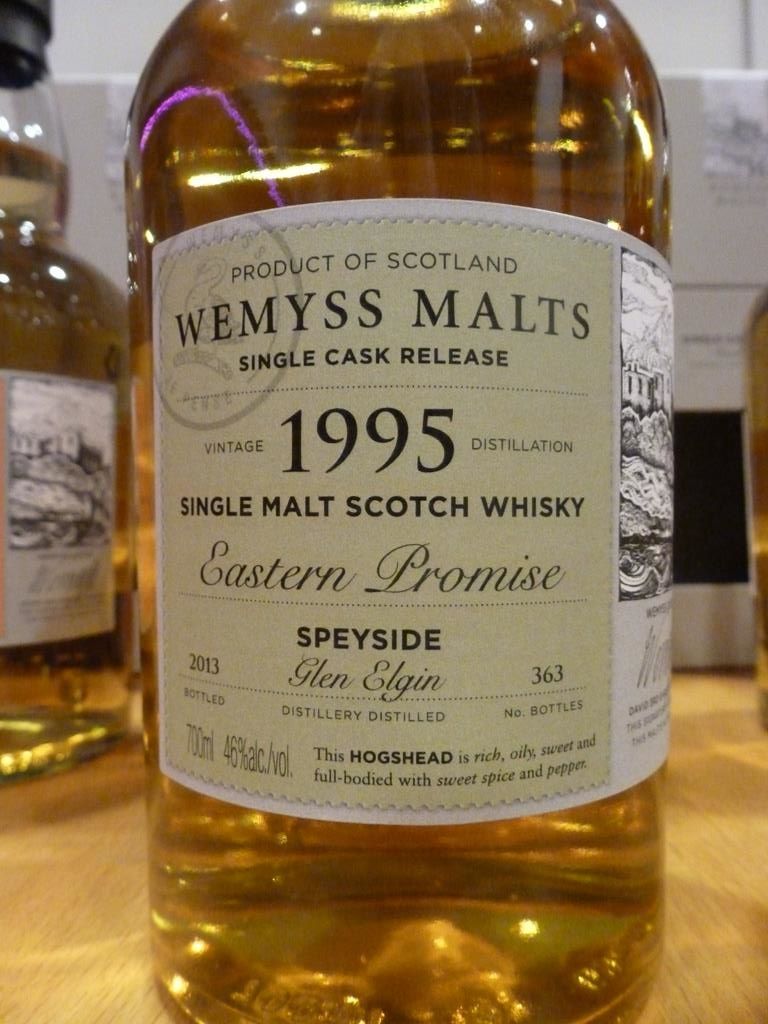 PRODUCT OF SCOTLAND
WEMYSS MALTS
SINGLE CASK RELEASE
VINTAGE 1995 DISTILLATION
SINGLE MALT SCOTCH WHISKY
Eastern Promise
SPEYSIDE
2013 Glen Elgin 363
BOTTLED DISTILLERY DISTILLED No. BOTTLES
700ml 46%alc./vol.
This HOGSHEAD is rich, oily, sweet and
full-bodied with sweet spice and pepper.